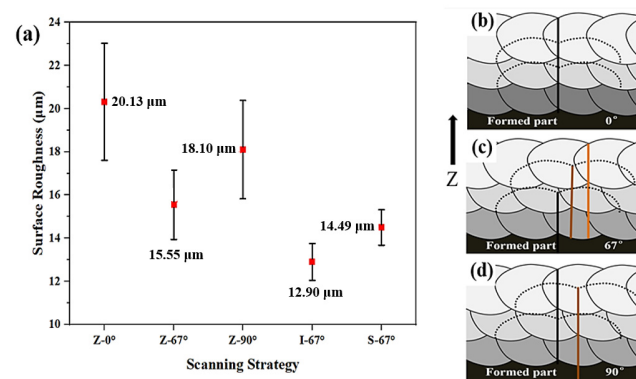 (a)
24
22
20
18
16
14
12
10
Surface Roughness (μm)
20.13 μm
15.55 μm
18.10 μm
12.90 μm
14.49 μm
Z-0°
Z-67°
Z-90°
I-67°
S-67°
Scanning Strategy
Z
(b)
Formed part 0°
(c)
Formed part 67°
(d)
Formed part 90°